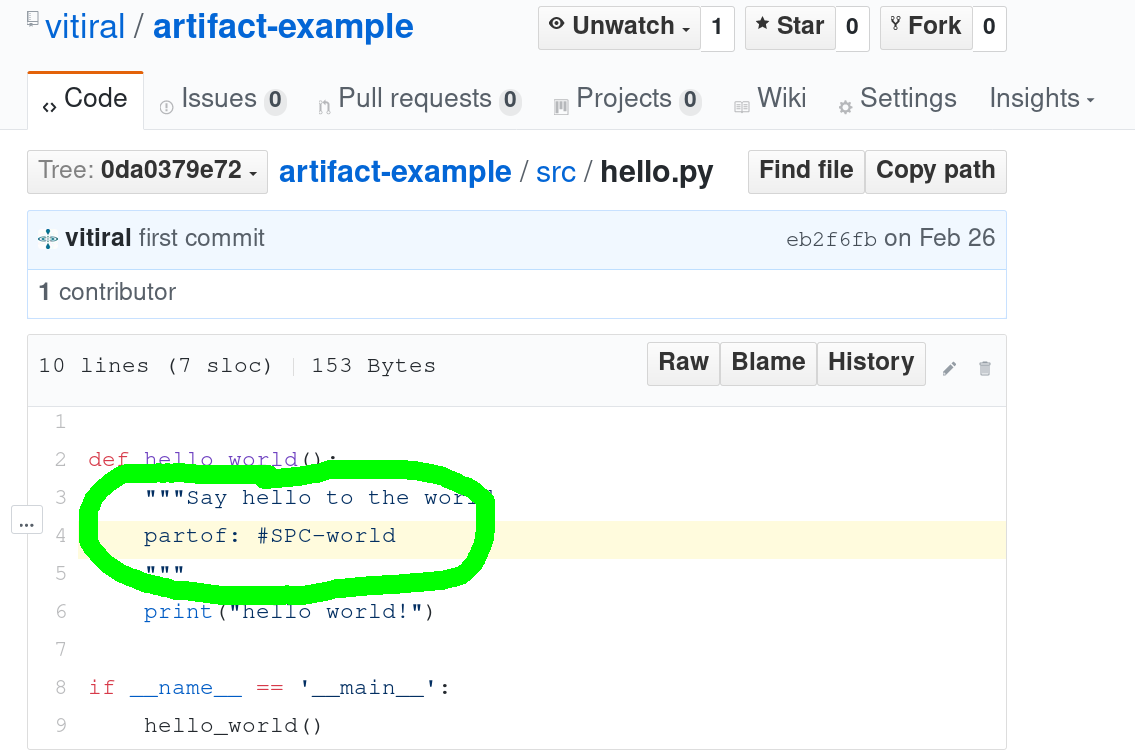 vitiral / artifact-example
Unwatch 1 Star 0 Fork 0
<> Code Issues 0 Pull requests 0 Projects 0 Wiki Settings Insights
Tree: 0da0379e72 artifact-example / src / hello.py Find file Copy path
vitiral first commit eb2f6fb on Feb 26
1 contributor
10 lines (7 sloc) 153 Bytes Raw Blame History
1
2 def hello_world():
3 """Say hello to the world
... 4 partof: #SPC-world
5 """
6 print("hello world!")
7
8 if __name__ == '__main__':
9 hello_world()